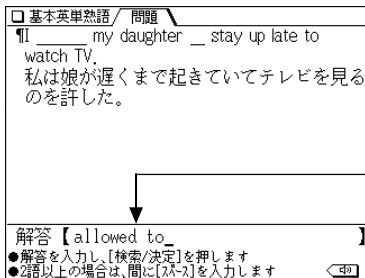 □ 基本英単熟語 問題
¶I ______ my daughter __ stay up late to
watch TV.
私は娘が遅くまで起きていてテレビを見る
のを許した。
解答【allowed to_ 】
●解答を入力し、[検索/決定]を押します
●2語以上の場合は、間に[スペース]を入力します